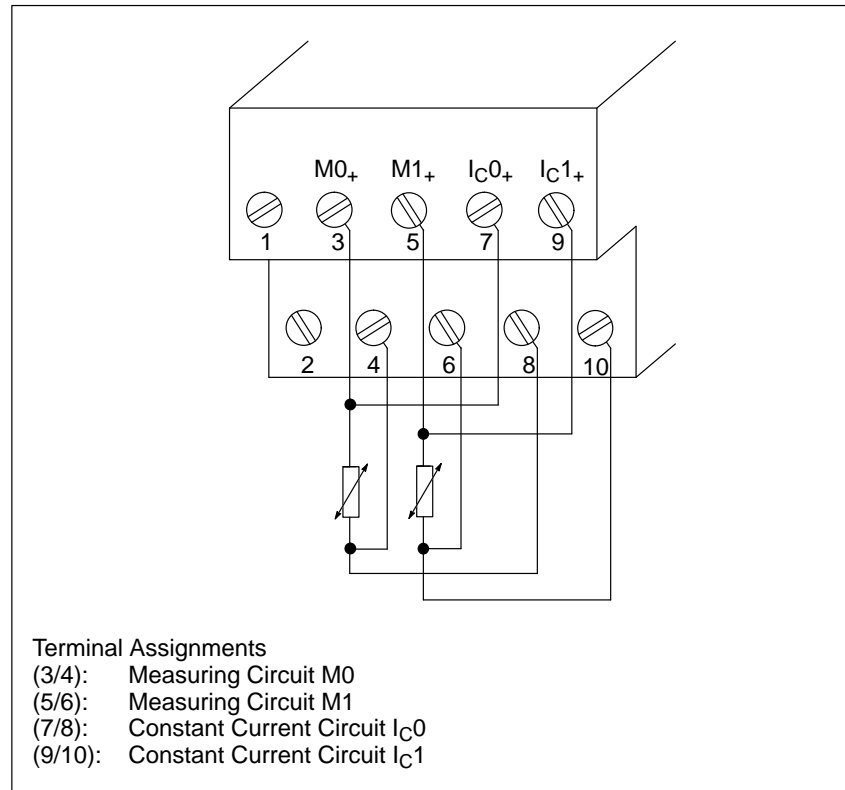 M0+ M1+ IC0+ IC1+
1 3 5 7 9
2 4 6 8 10
Terminal Assignments
(3/4): Measuring Circuit M0
(5/6): Measuring Circuit M1
(7/8): Constant Current Circuit IC0
(9/10): Constant Current Circuit IC1